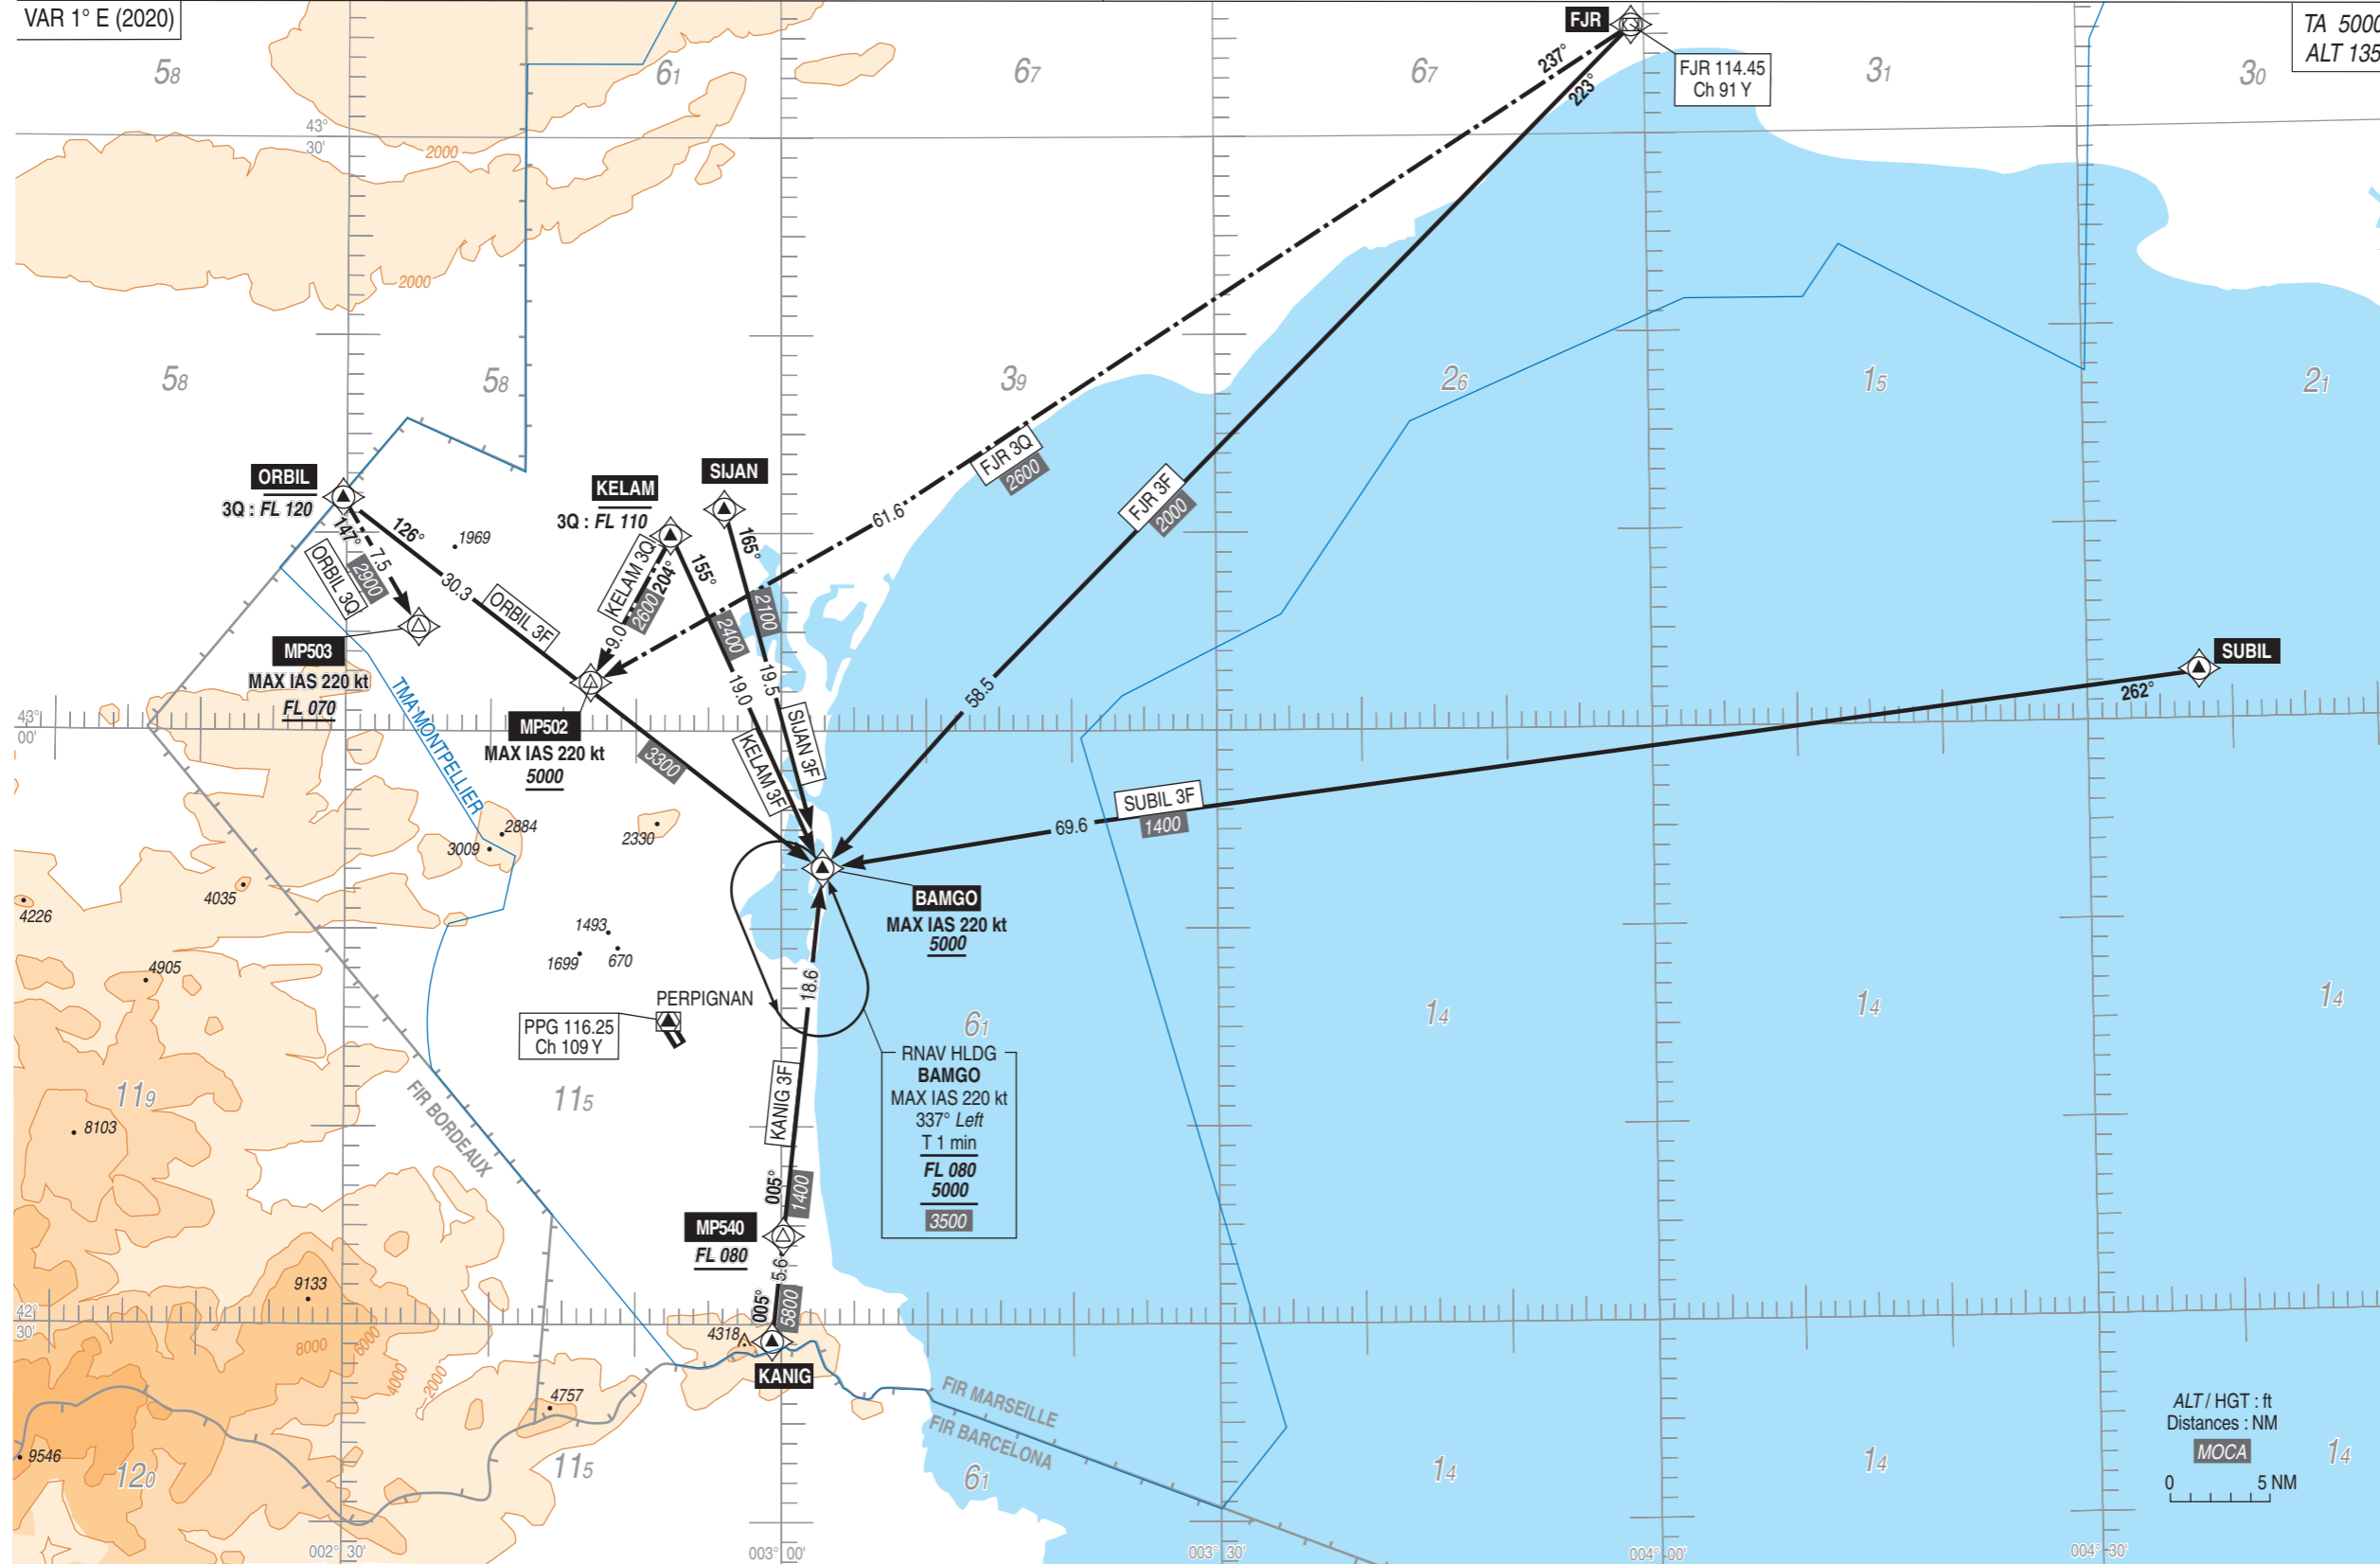 VAR 1° E (2020)
FJR
TA 5000
ALT 135
FJR 114.45
Ch 91 Y
237°
223°
58
61
67
67
31
30
43°
30'
2000
2000
58
58
39
26
15
21
FJR 3Q
2600
61.6
FJR 3F
2000
58.5
ORBIL
3Q : FL 120
147°
7.5
2900
ORBIL 3Q
126°
1969
30.3
ORBIL 3F
3300
KELAM
3Q : FL 110
KELAM 3Q
204°
2600
9.0
155°
2400
19.0
KELAM 3F
SIJAN
165°
2100
19.5
SIJAN 3F
MP503
MAX IAS 220 kt
FL 070
MP502
MAX IAS 220 kt
5000
TMA MONTPELLIER
SUBIL
262°
SUBIL 3F
1400
69.6
43°
00'
2884
3009
2330
4035
4226
4905
1493
1699
670
BAMGO
MAX IAS 220 kt
5000
PERPIGNAN
PPG 116.25
Ch 109 Y
18.6
61
14
14
14
RNAV HLDG
BAMGO
MAX IAS 220 kt
337° Left
T 1 min
FL 080
5000
3500
KANIG 3F
119
115
8103
FIR BORDEAUX
005°
1400
MP540
FL 080
5.6
005°
5800
9133
42°
30'
8000
6000
4000
2000
4318
KANIG
4757
9546
120
115
FIR MARSEILLE
FIR BARCELONA
61
14
14
14
ALT / HGT : ft
Distances : NM
MOCA
0 5 NM
002° 30'
003° 00'
003° 30'
004° 00'
004° 30'